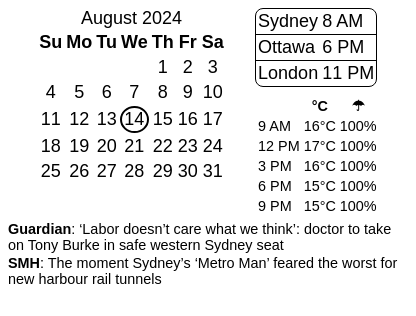 August 2024
Su Mo Tu We Th Fr Sa
1 2 3
4 5 6 7 8 9 10
11 12 13 14 15 16 17
18 19 20 21 22 23 24
25 26 27 28 29 30 31
Sydney 8 AM
Ottawa 6 PM
London 11 PM
°C ☂
9 AM 16°C 100%
12 PM 17°C 100%
3 PM 16°C 100%
6 PM 15°C 100%
9 PM 15°C 100%
Guardian: ‘Labor doesn’t care what we think’: doctor to take
on Tony Burke in safe western Sydney seat
SMH: The moment Sydney’s ‘Metro Man’ feared the worst for
new harbour rail tunnels